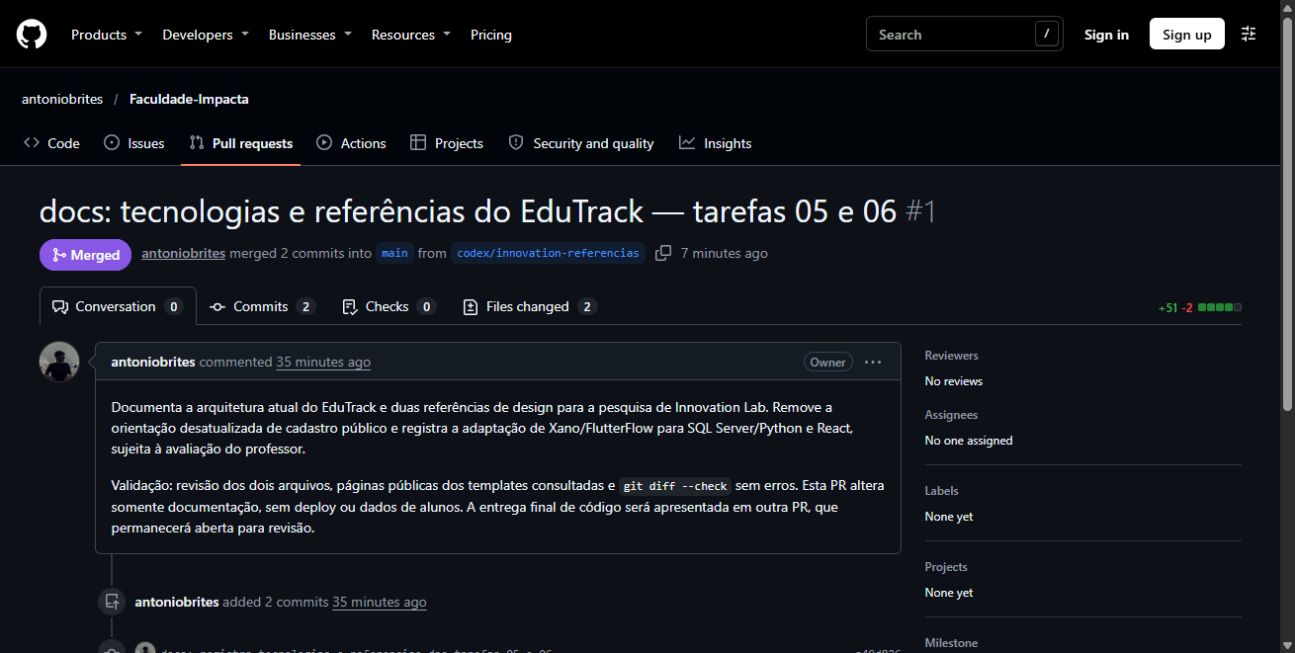 Products Developers Businesses Resources Pricing Search / Sign in Sign up
antoniobrites / Faculdade-Impacta
Code Issues Pull requests Actions Projects Security and quality Insights
docs: tecnologias e referências do EduTrack — tarefas 05 e 06 #1
Merged antoniobrites merged 2 commits into main from codex/innovation-referencias 7 minutes ago
Conversation 0 Commits 2 Checks 0 Files changed 2 +51 -2
antoniobrites commented 35 minutes ago Owner
Documenta a arquitetura atual do EduTrack e duas referências de design para a pesquisa de Innovation Lab. Remove a
orientação desatualizada de cadastro público e registra a adaptação de Xano/FlutterFlow para SQL Server/Python e React,
sujeita à avaliação do professor.
Validação: revisão dos dois arquivos, páginas públicas dos templates consultadas e git diff --check sem erros. Esta PR altera
somente documentação, sem deploy ou dados de alunos. A entrega final de código será apresentada em outra PR, que
permanecerá aberta para revisão.
antoniobrites added 2 commits 35 minutes ago
Reviewers
No reviews
Assignees
No one assigned
Labels
None yet
Projects
None yet
Milestone